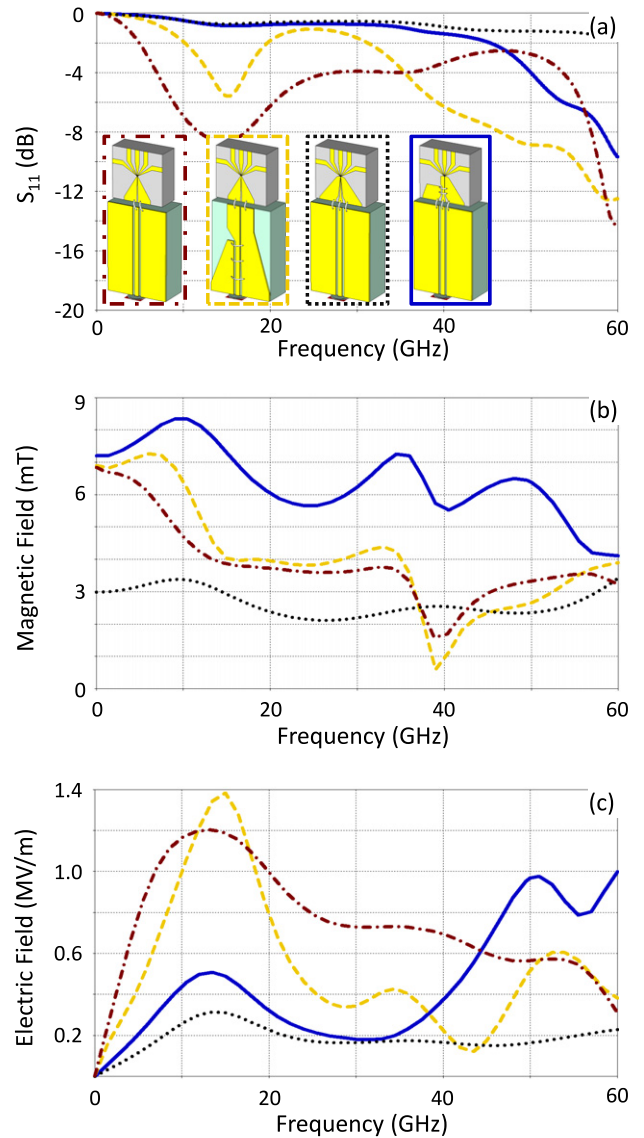 (a)
S11 (dB)
0
-4
-8
-12
-16
-20
0 20 40 60
Frequency (GHz)
(b)
Magnetic Field (mT)
9
6
3
0
0 20 40 60
Frequency (GHz)
(c)
Electric Field (MV/m)
1.4
1.0
0.6
0.2
0 20 40 60
Frequency (GHz)